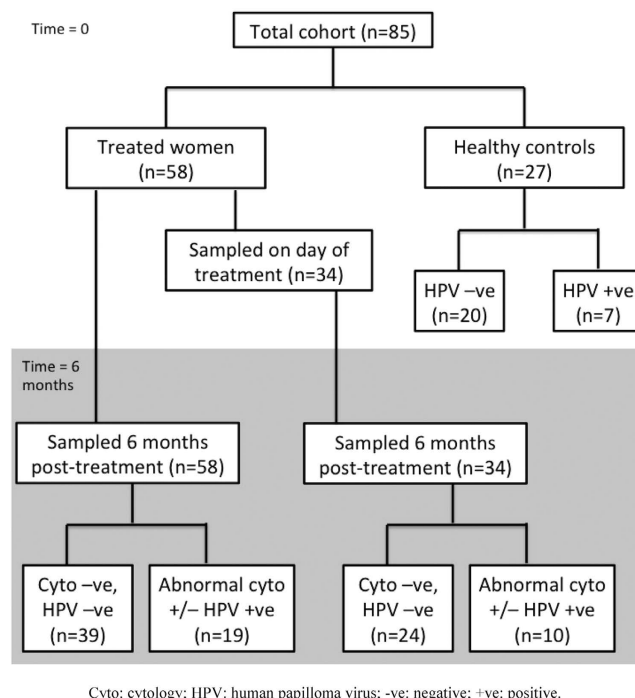 Time = 0
Total cohort (n=85)
Treated women
(n=58)
Healthy controls
(n=27)
Sampled on day of
treatment (n=34)
HPV –ve
(n=20)
HPV +ve
(n=7)
Time = 6
months
Sampled 6 months
post-treatment (n=58)
Sampled 6 months
post-treatment (n=34)
Cyto –ve,
HPV –ve
(n=39)
Abnormal cyto
+/– HPV +ve
(n=19)
Cyto –ve,
HPV –ve
(n=24)
Abnormal cyto
+/– HPV +ve
(n=10)
Cyto: cytology; HPV: human papilloma virus; -ve: negative; +ve: positive.